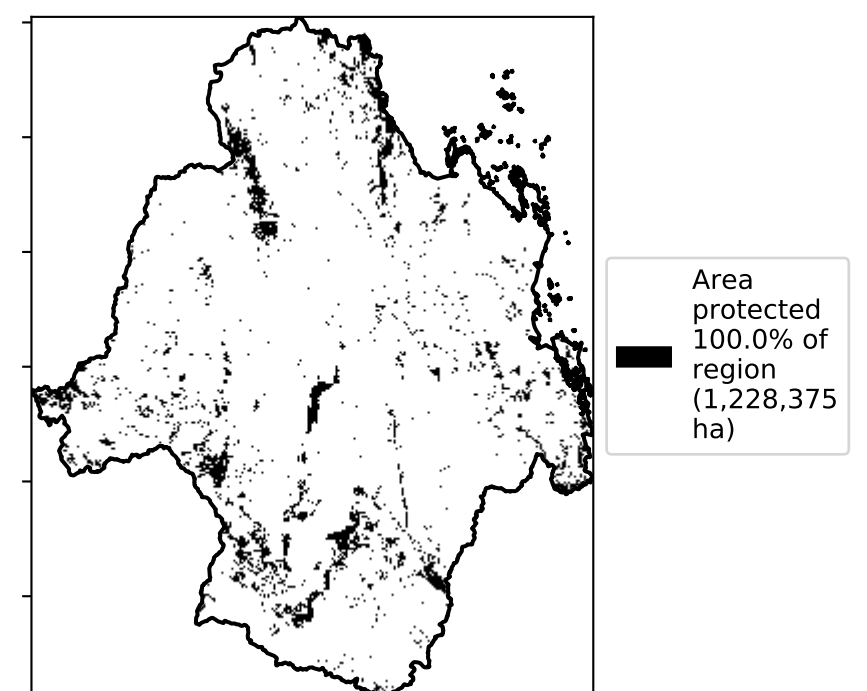 Area
protected
100.0% of
region
(1,228,375
ha)